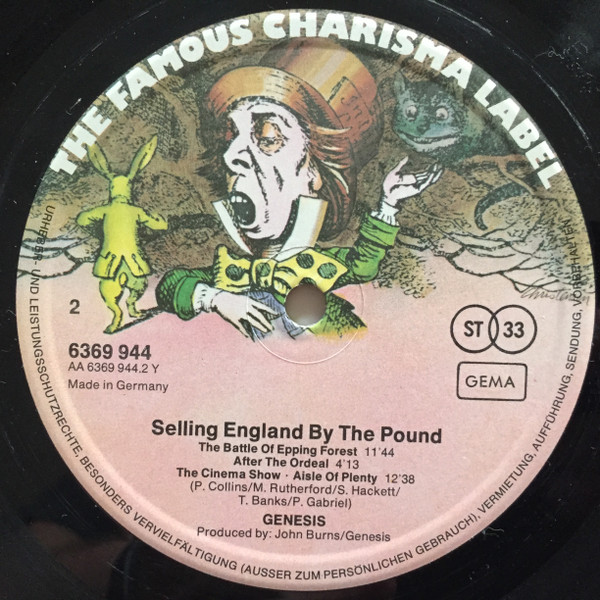 THE FAMOUS CHARISMA LABEL
2
6369 944
AA 6369 944.2 Y
Made in Germany
ST 33
GEMA
Selling England By The Pound
The Battle Of Epping Forest 11'44
After The Ordeal 4'13
The Cinema Show · Aisle Of Plenty 12'38
(P. Collins/M. Rutherford/S. Hackett/
T. Banks/P. Gabriel)
GENESIS
Produced by: John Burns/Genesis
URHEBER- UND LEISTUNGSSCHUTZRECHTE, BESONDERS VERVIELFÄLTIGUNG (AUSSER ZUM PERSÖNLICHEN GEBRAUCH), VERMIETUNG, AUFFÜHRUNG, SENDUNG, VORBEHALTEN